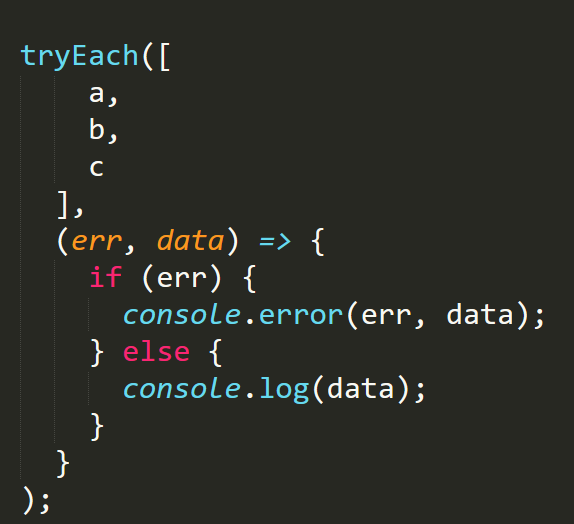 tryEach([
    a,
    b,
    c
  ],
  (err, data) => {
    if (err) {
      console.error(err, data);
    } else {
      console.log(data);
    }
  }
);